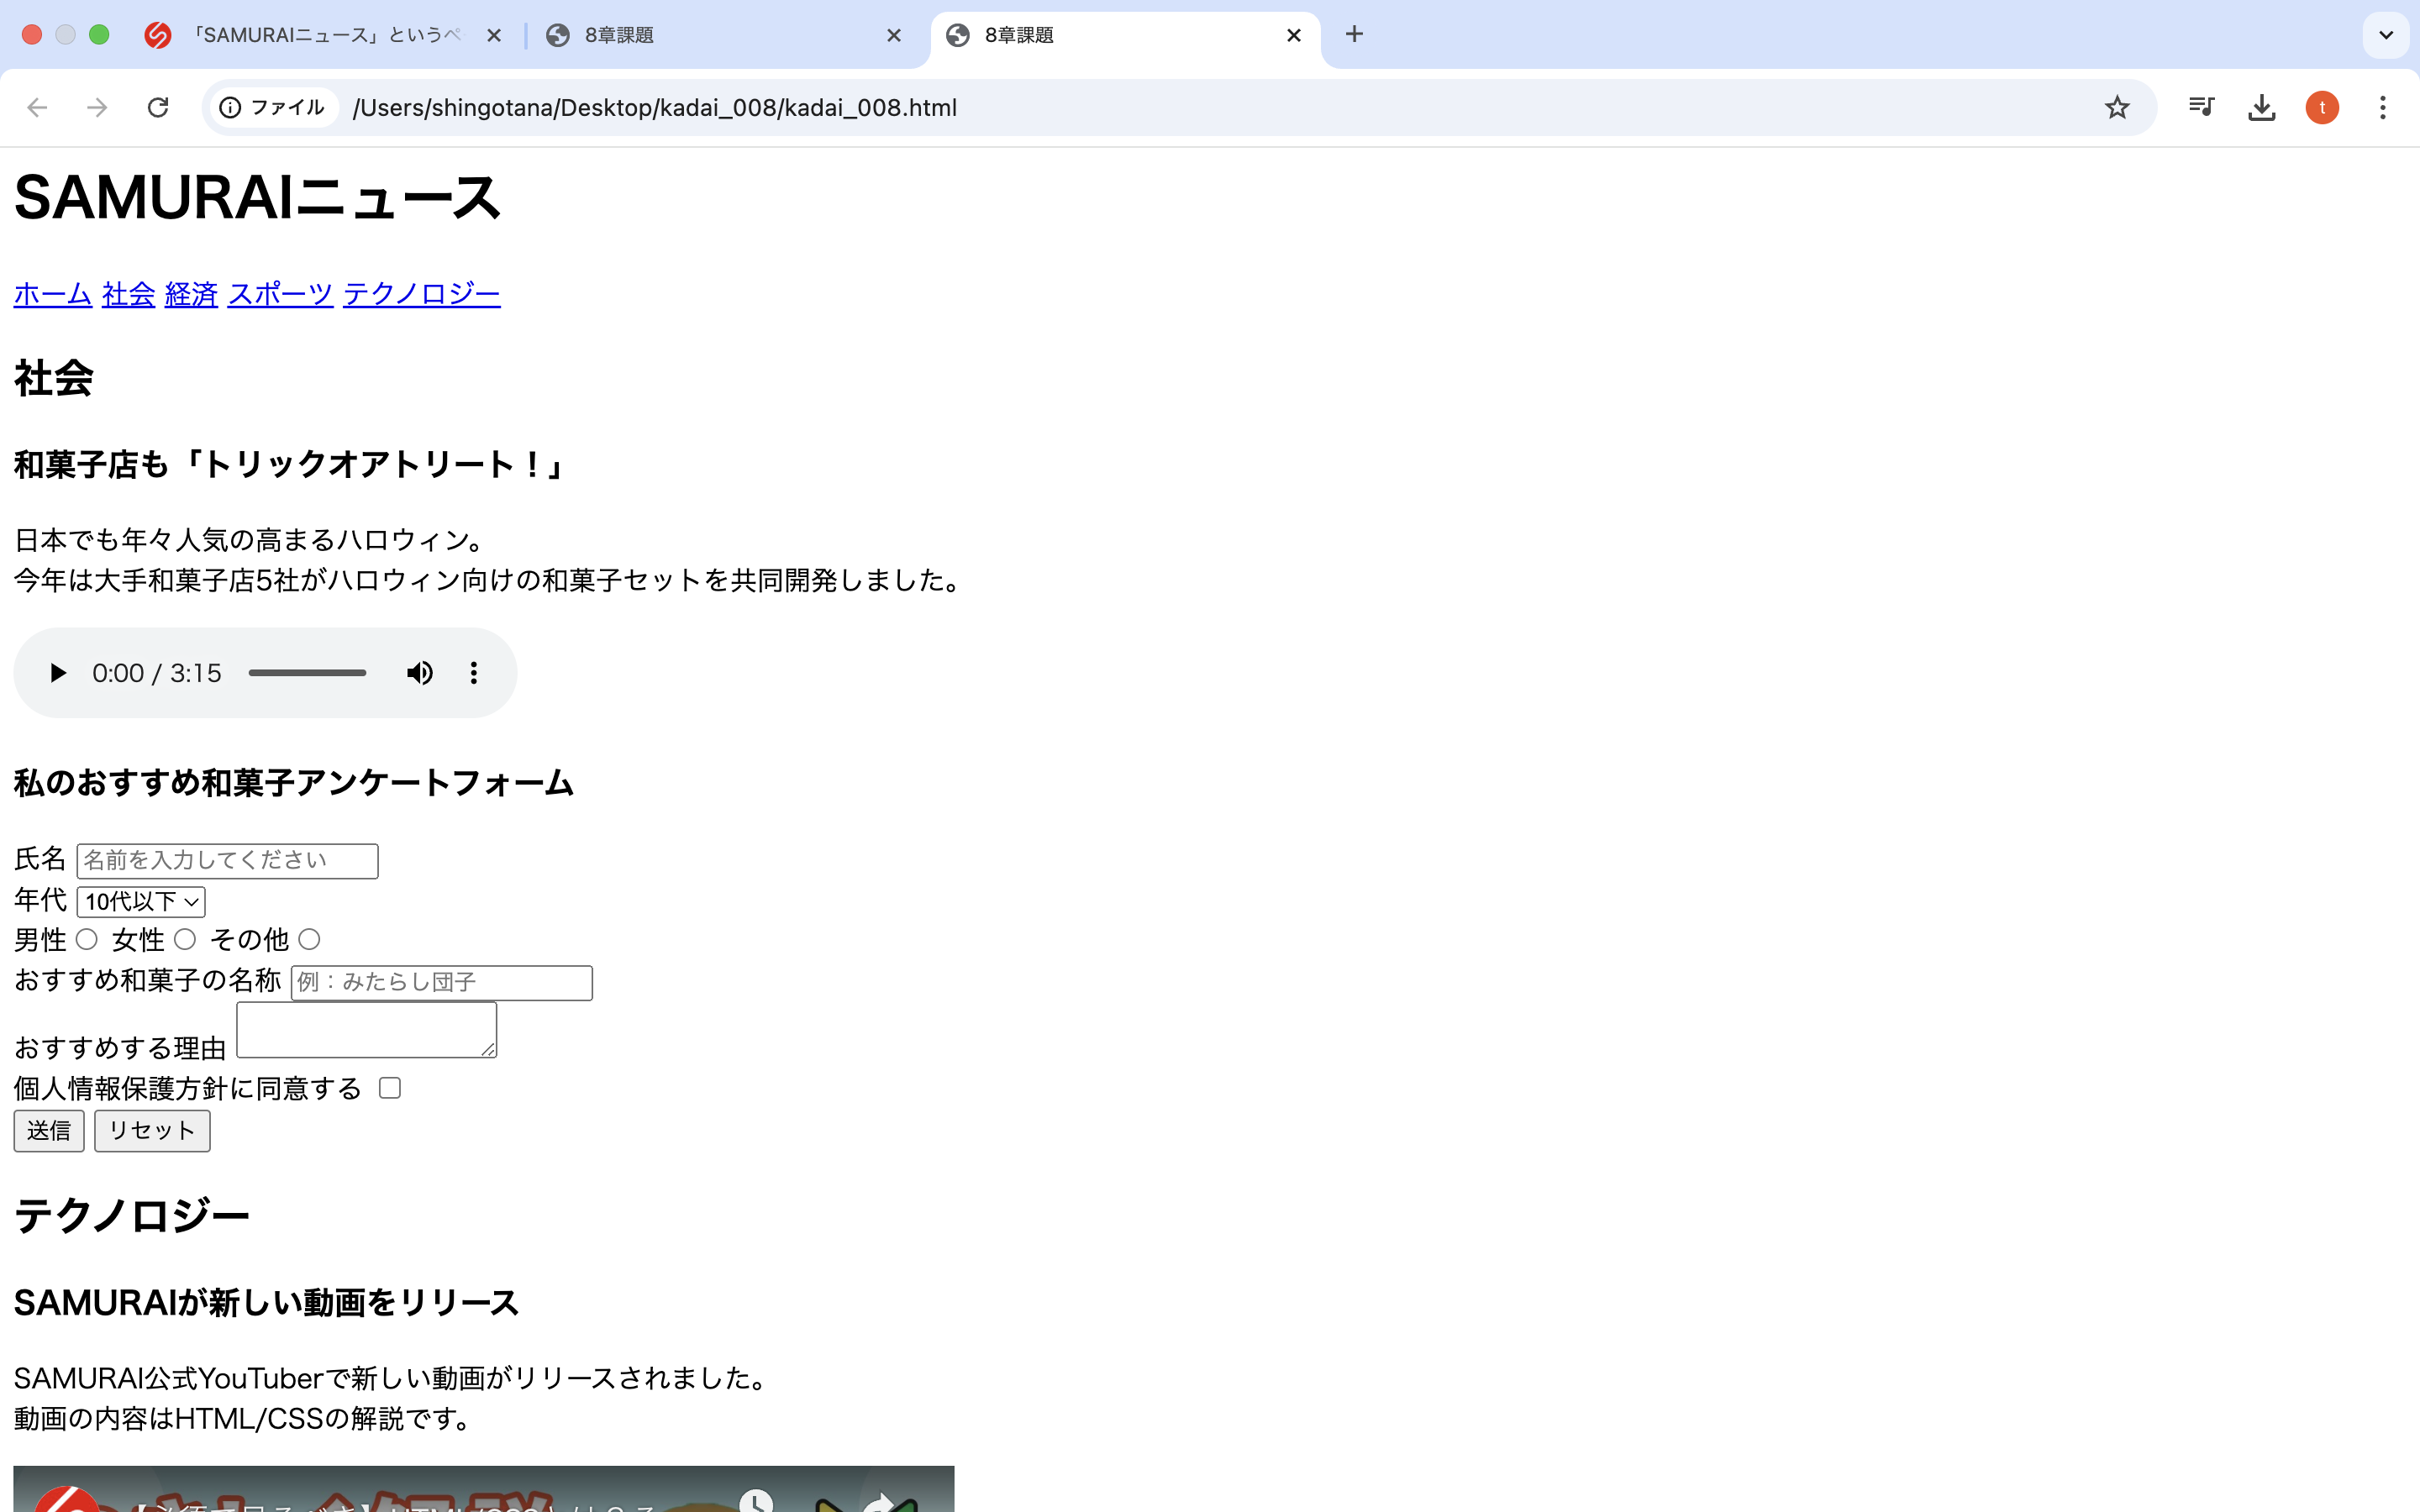 「SAMURAIニュース」というペ
8章課題
8章課題
ファイル
/Users/shingotana/Desktop/kadai_008/kadai_008.html
t
SAMURAIニュース
ホーム 社会 経済 スポーツ テクノロジー
社会
和菓子店も「トリックオアトリート！」
日本でも年々人気の高まるハロウィン。
今年は大手和菓子店5社がハロウィン向けの和菓子セットを共同開発しました。
0:00 / 3:15
私のおすすめ和菓子アンケートフォーム
氏名 名前を入力してください
年代 10代以下
男性 女性 その他
おすすめ和菓子の名称 例：みたらし団子
おすすめする理由
個人情報保護方針に同意する
送信 リセット
テクノロジー
SAMURAIが新しい動画をリリース
SAMURAI公式YouTuberで新しい動画がリリースされました。
動画の内容はHTML/CSSの解説です。